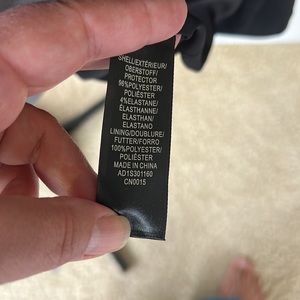 SHELL/EXTÉRIEUR/
OBERSTOFF/
PROTECTOR
96%POLYESTER/
POLIÉSTER
4%ELASTANE/
ÉLASTHANNE/
ELASTHAN/
ELASTANO
LINING/DOUBLURE/
FUTTER/FORRO
100%POLYESTER/
POLIÉSTER
MADE IN CHINA
AD1S301160
CN0015